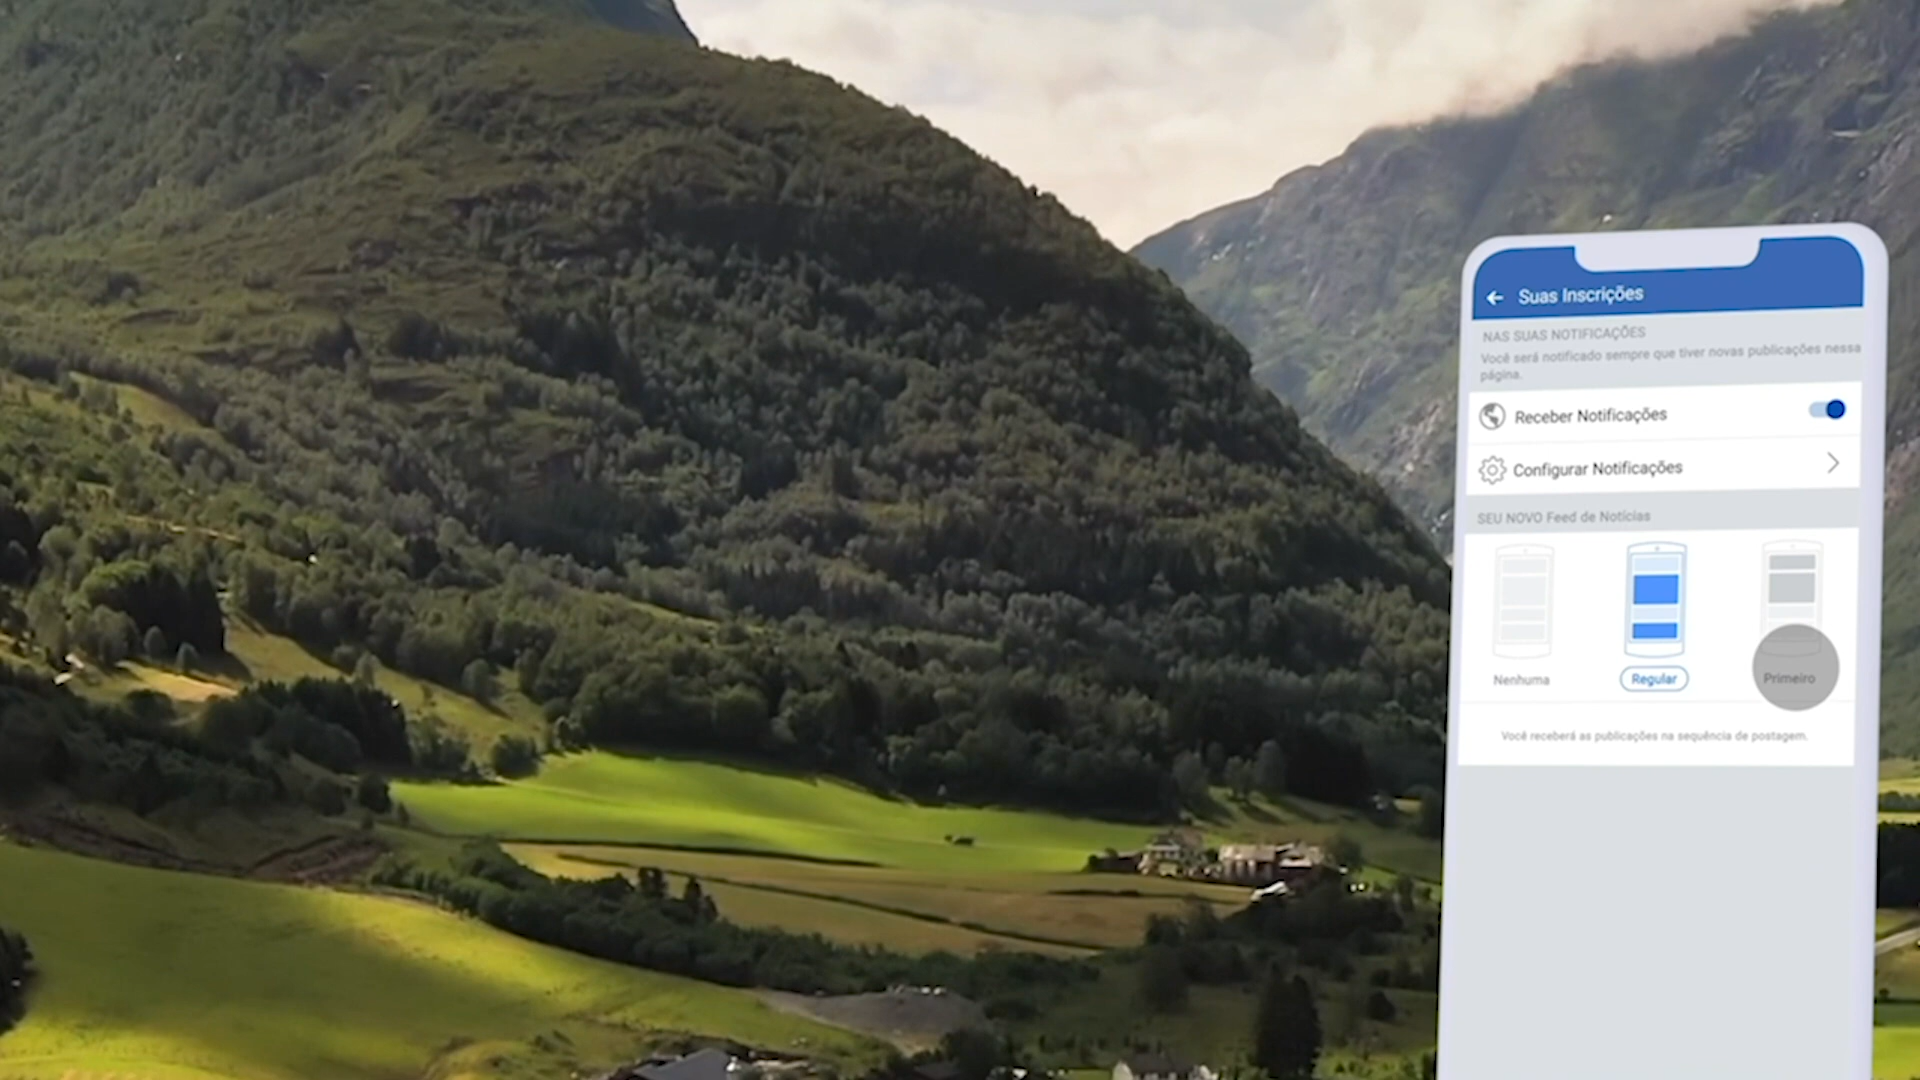 Suas Inscrições
NAS SUAS NOTIFICAÇÕES
Você será notificado sempre que tiver novas publicações nessa
página.
Receber Notificações
Configurar Notificações
SEU NOVO Feed de Notícias
Nenhuma
Regular
Primeiro
Você receberá as publicações na sequência de postagem.